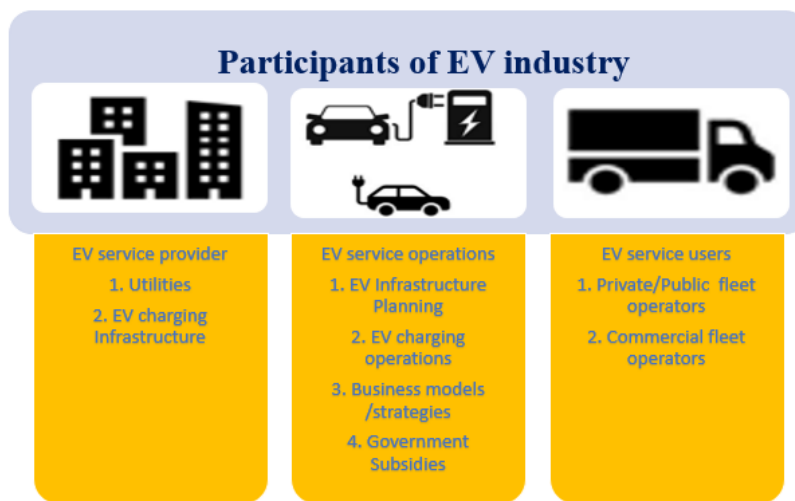 Participants of EV industry
EV service provider
1. Utilities
2. EV charging
Infrastructure
EV service operations
1. EV Infrastructure
Planning
2. EV charging
operations
3. Business models
/strategies
4. Government
Subsidies
EV service users
1. Private/Public fleet
operators
2. Commercial fleet
operators